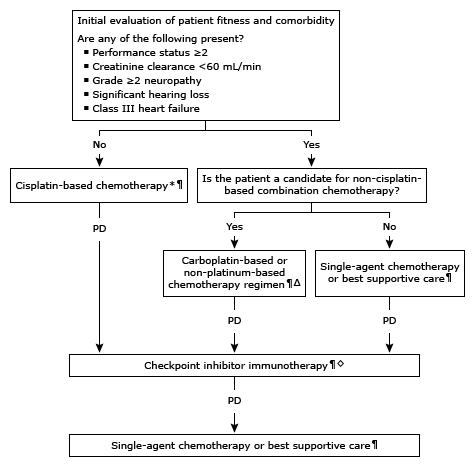 Initial evaluation of patient fitness and comorbidity
Are any of the following present?
▪ Performance status ≥2
▪ Creatinine clearance <60 mL/min
▪ Grade ≥2 neuropathy
▪ Significant hearing loss
▪ Class III heart failure
No
Yes
Cisplatin-based chemotherapy*¶
Is the patient a candidate for non-cisplatin-
based combination chemotherapy?
PD
Yes
No
Carboplatin-based or
non-platinum-based
chemotherapy regimen¶Δ
Single-agent chemotherapy
or best supportive care¶
PD
PD
Checkpoint inhibitor immunotherapy¶◇
PD
Single-agent chemotherapy or best supportive care¶